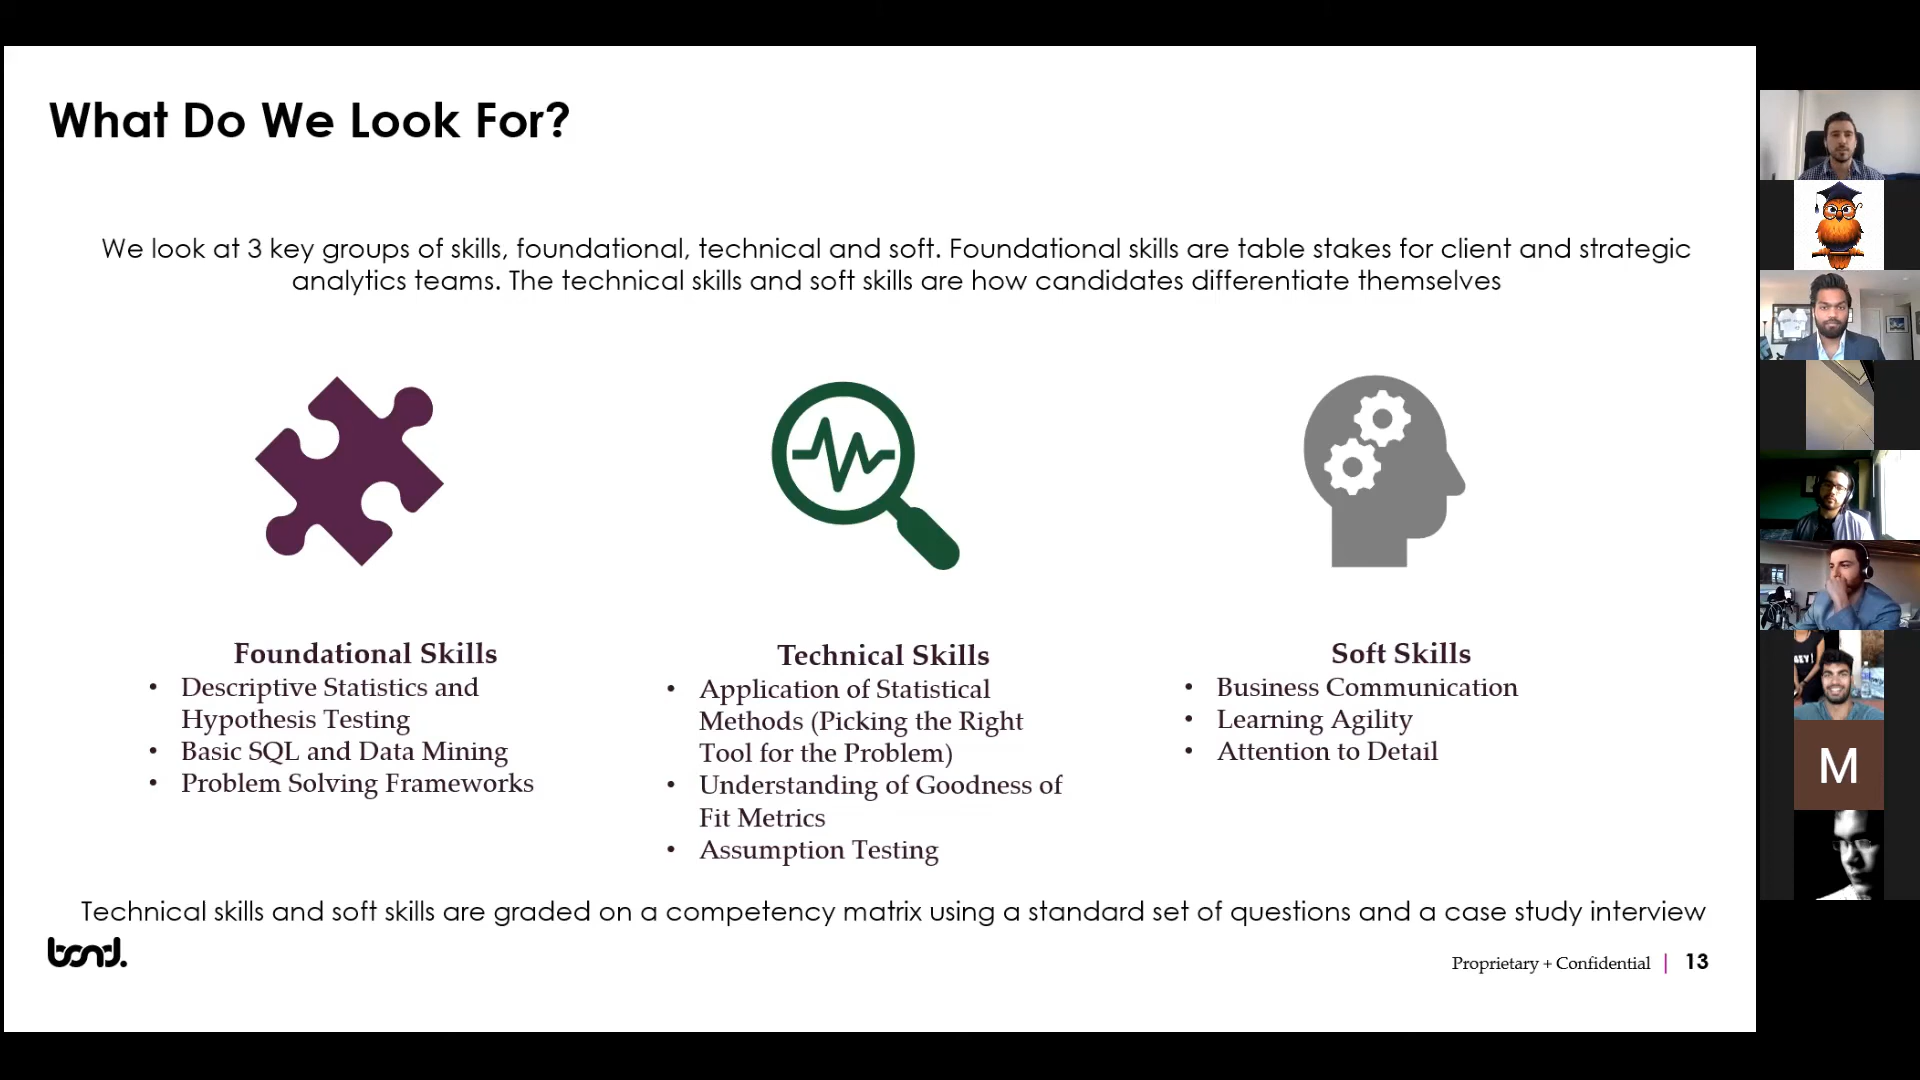 What Do We Look For?
We look at 3 key groups of skills, foundational, technical and soft. Foundational skills are table stakes for client and strategic
analytics teams. The technical skills and soft skills are how candidates differentiate themselves
Foundational Skills
• Descriptive Statistics and
Hypothesis Testing
• Basic SQL and Data Mining
• Problem Solving Frameworks
Technical Skills
• Application of Statistical
Methods (Picking the Right
Tool for the Problem)
• Understanding of Goodness of
Fit Metrics
• Assumption Testing
Soft Skills
• Business Communication
• Learning Agility
• Attention to Detail
Technical skills and soft skills are graded on a competency matrix using a standard set of questions and a case study interview
bond.
Proprietary + Confidential | 13
M